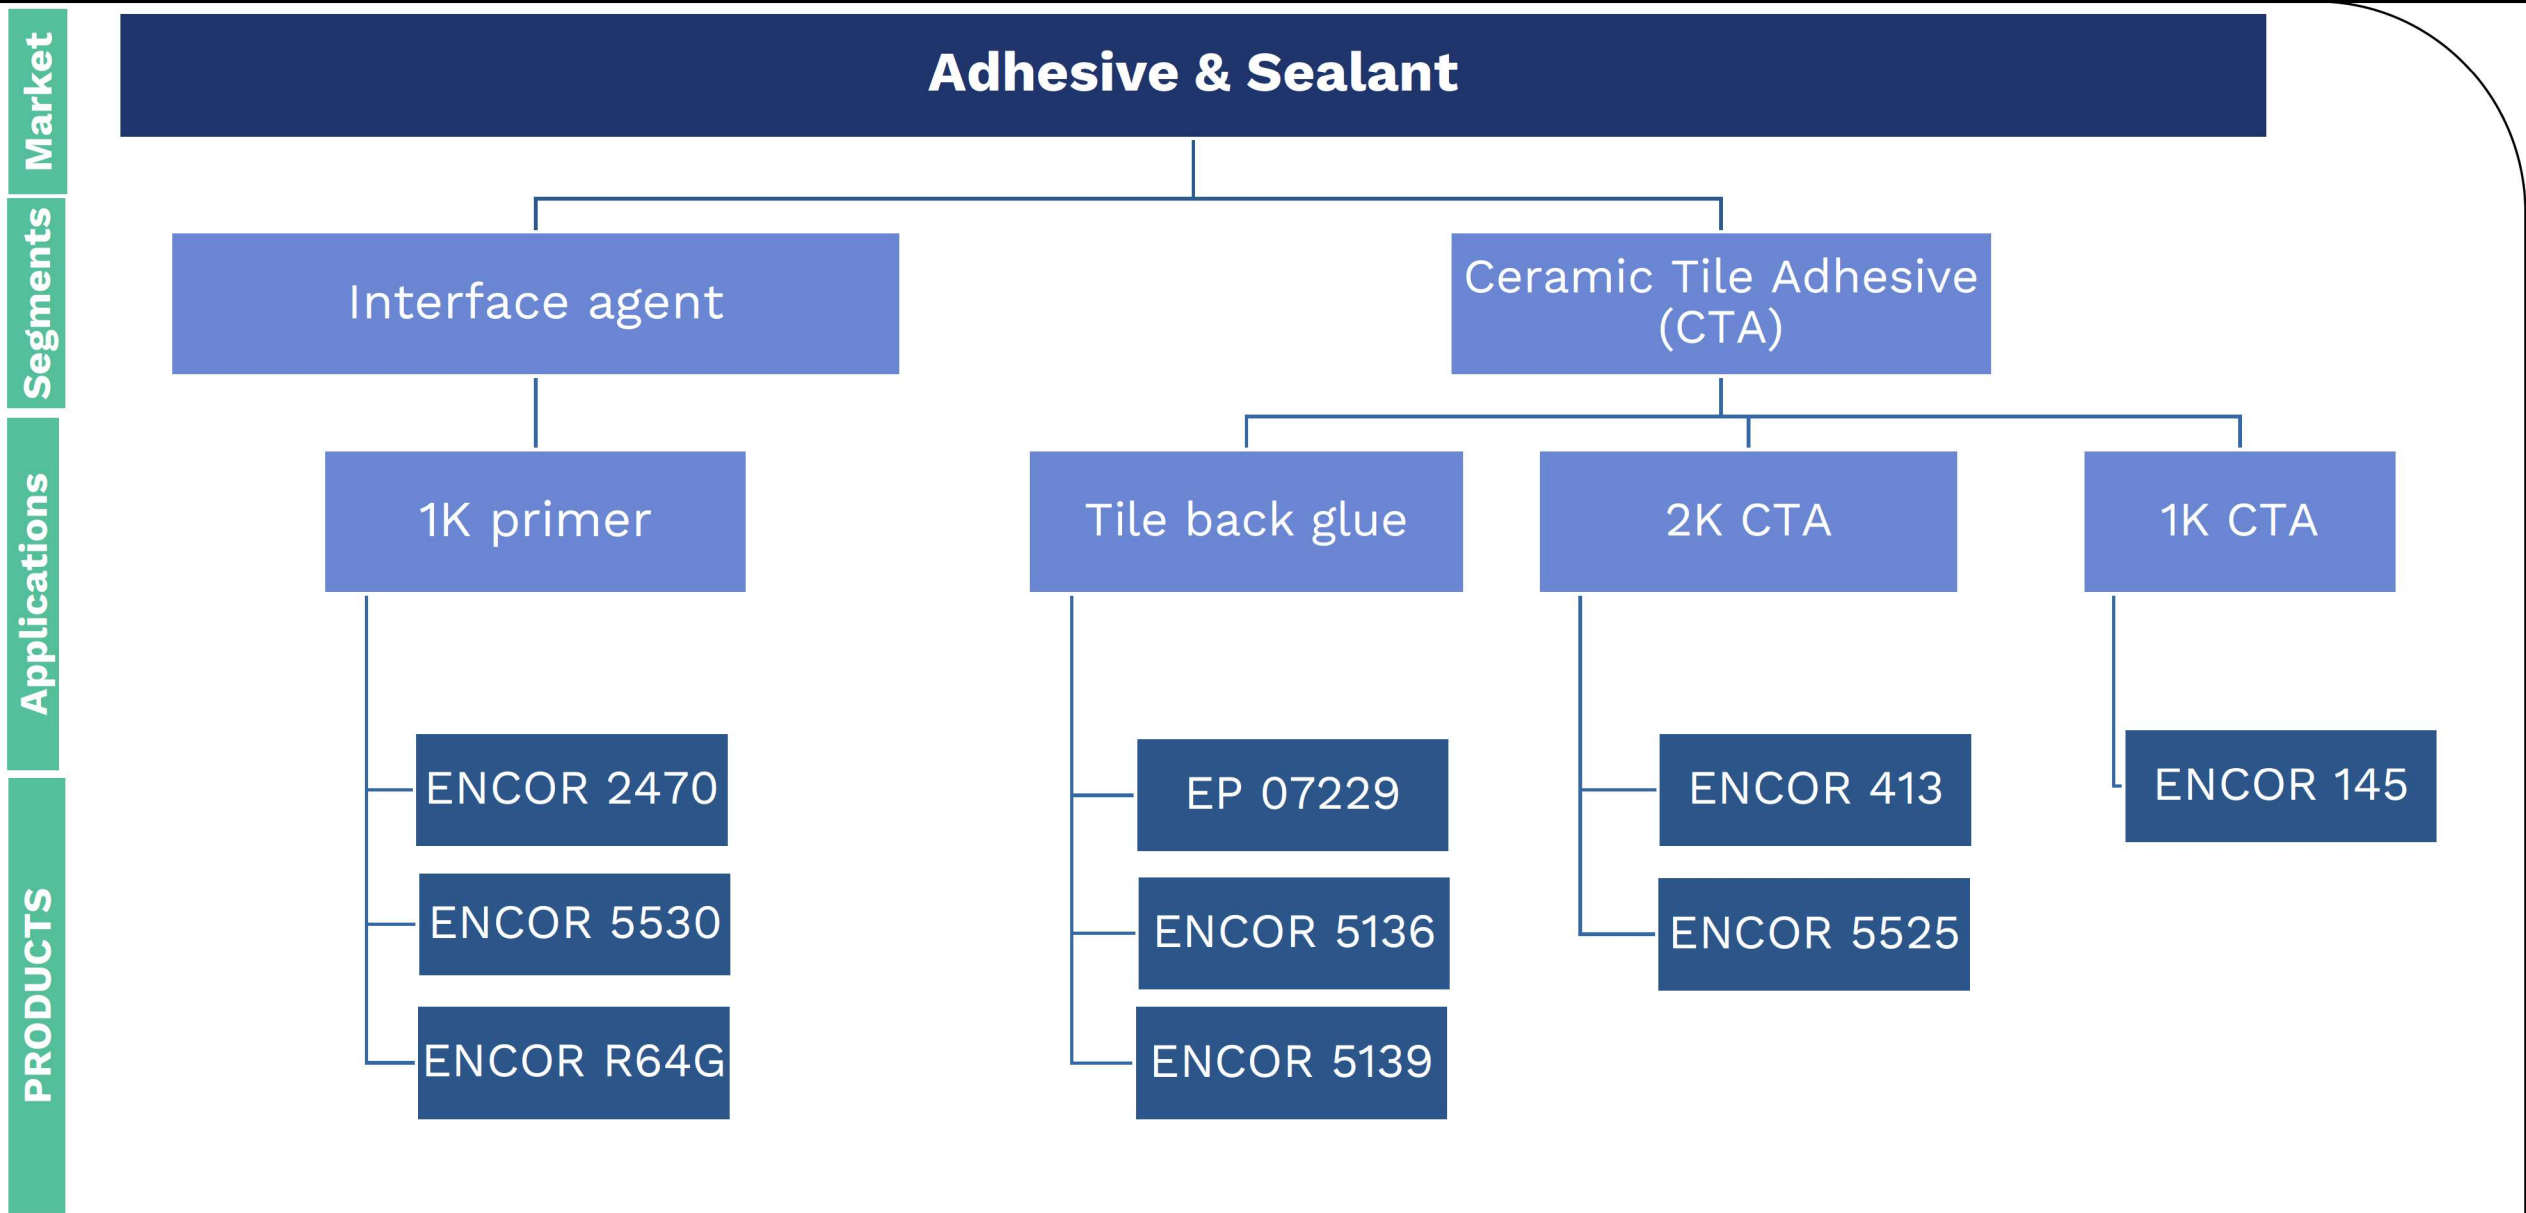 Market
Adhesive & Sealant
Segments
Interface agent
Ceramic Tile Adhesive
(CTA)
Applications
1K primer
Tile back glue
2K CTA
1K CTA
PRODUCTS
ENCOR 2470
ENCOR 5530
ENCOR R64G
EP 07229
ENCOR 5136
ENCOR 5139
ENCOR 413
ENCOR 5525
ENCOR 145